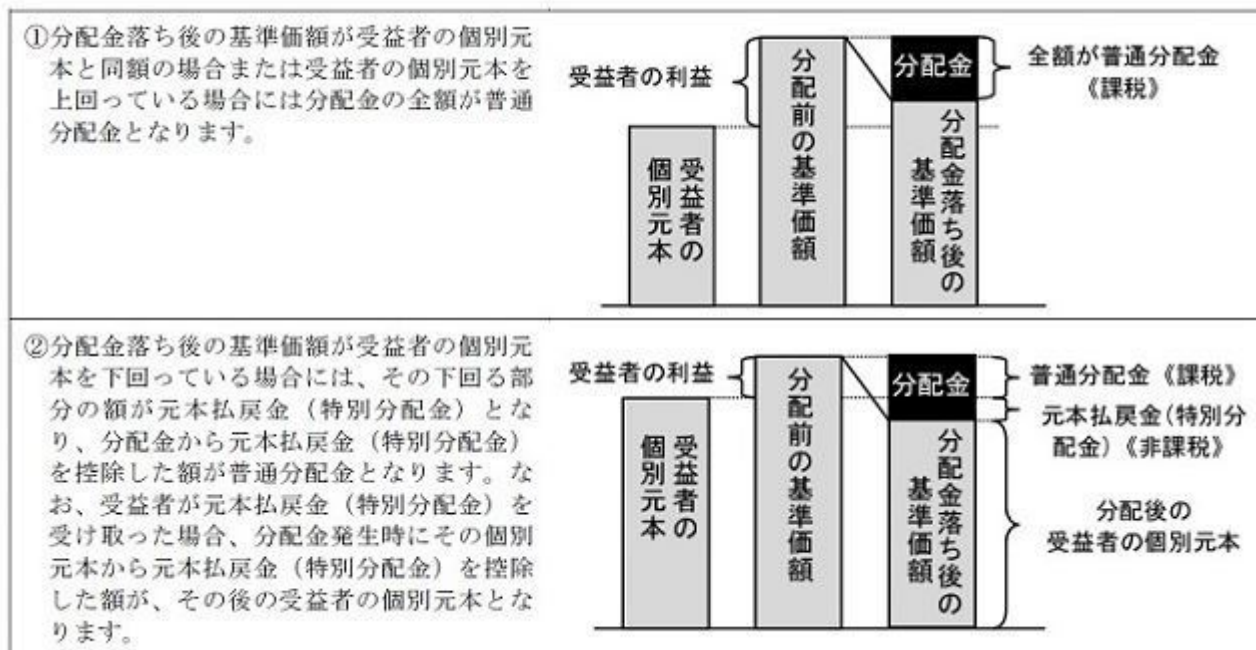 ①分配金落ち後の基準価額が受益者の個別元
本と同額の場合または受益者の個別元本を
上回っている場合には分配金の全額が普通
分配金となります。
受益者の利益
受益者の
個別元本
分配前の基準価額
分配金
分配金落ち後の
基準価額
全額が普通分配金
《課税》
②分配金落ち後の基準価額が受益者の個別元
本を下回っている場合には、その下回る部
分の額が元本払戻金（特別分配金）とな
り、分配金から元本払戻金（特別分配金）
を控除した額が普通分配金となります。な
お、受益者が元本払戻金（特別分配金）を
受け取った場合、分配金発生時にその個別
元本から元本払戻金（特別分配金）を控除
した額が、その後の受益者の個別元本とな
ります。
受益者の利益
受益者の
個別元本
分配前の基準価額
分配金
分配金落ち後の
基準価額
普通分配金《課税》
元本払戻金(特別分
配金)《非課税》
分配後の
受益者の個別元本